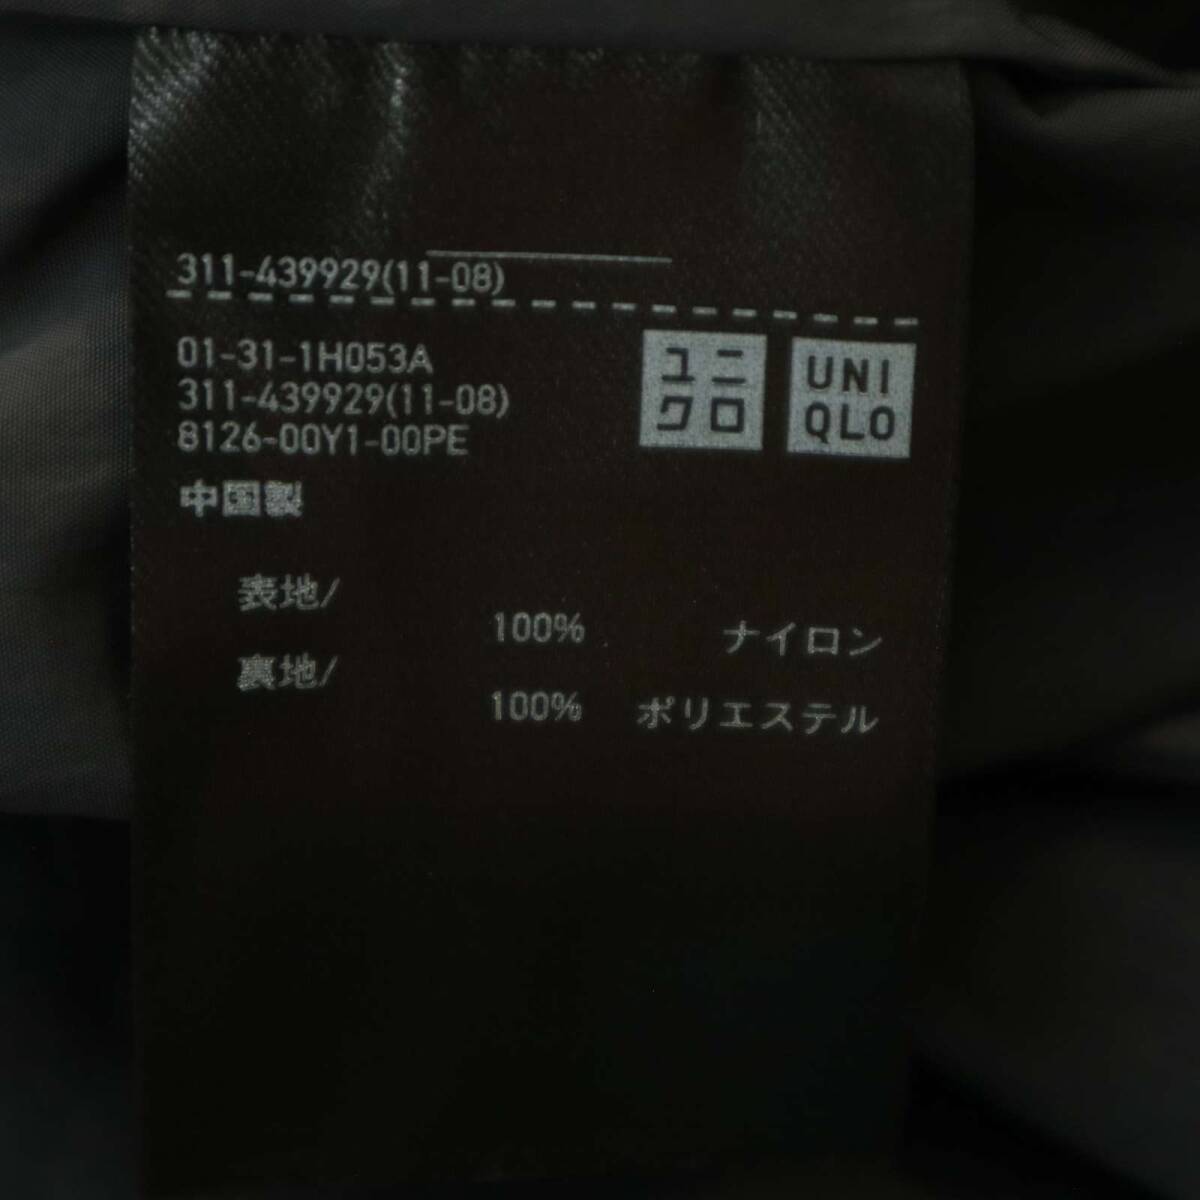 311-439929(11-08)
01-31-1H053A
311-439929(11-08)
8126-00Y1-00PE
ユニ
クロ
UNI
QLO
中国製
表地/
100% ナイロン
裏地/
100% ポリエステル